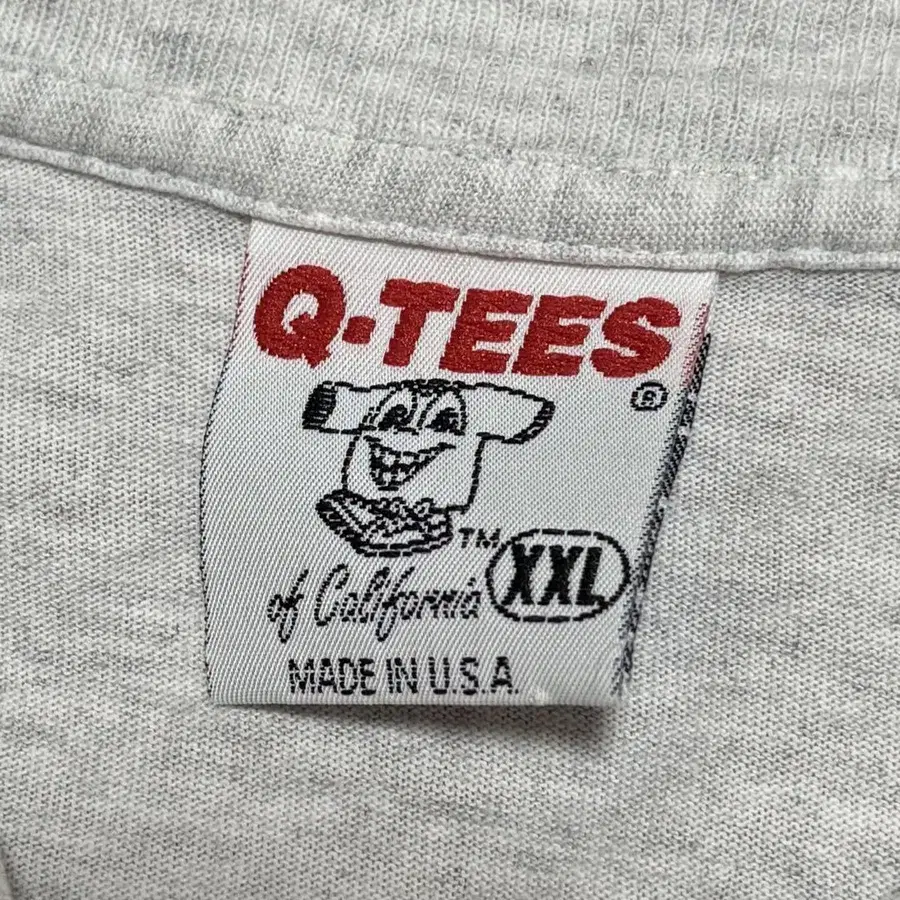 Q-TEES
®
TM
of California
XXL
MADE IN U.S.A.